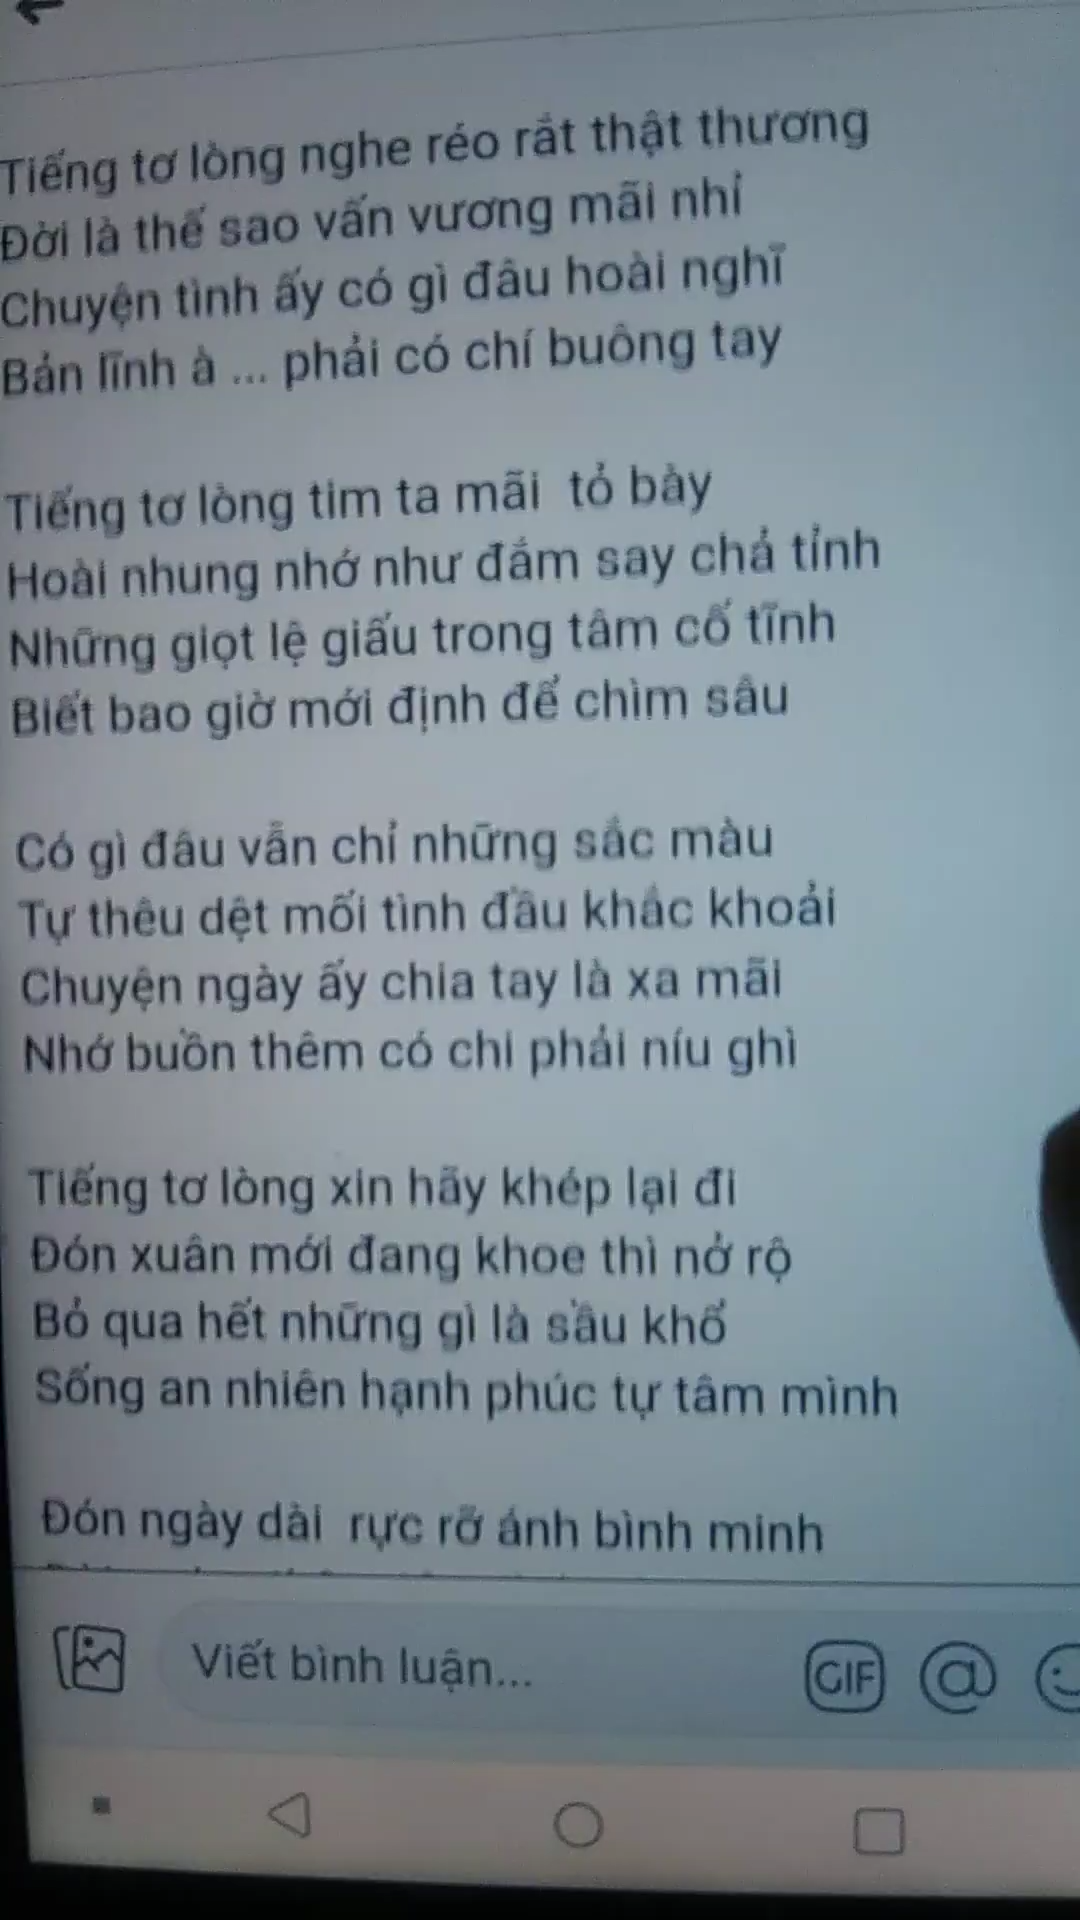 Tiếng tơ lòng nghe réo rắt thật thương
Đời là thế sao vấn vương mãi nhỉ
Chuyện tình ấy có gì đâu hoài nghĩ
Bản lĩnh à ... phải có chí buông tay
Tiếng tơ lòng tim ta mãi tỏ bày
Hoài nhung nhớ như đắm say chả tỉnh
Những giọt lệ giấu trong tâm cố tĩnh
Biết bao giờ mới định để chìm sâu
Có gì đâu vẫn chỉ những sắc màu
Tự thêu dệt mối tình đầu khắc khoải
Chuyện ngày ấy chia tay là xa mãi
Nhớ buồn thêm có chi phải níu ghì
Tiếng tơ lòng xin hãy khép lại đi
Đón xuân mới đang khoe thì nở rộ
Bỏ qua hết những gì là sầu khổ
Sống an nhiên hạnh phúc tự tâm mình
Đón ngày dài rực rỡ ánh bình minh
Viết bình luận...
GIF
@